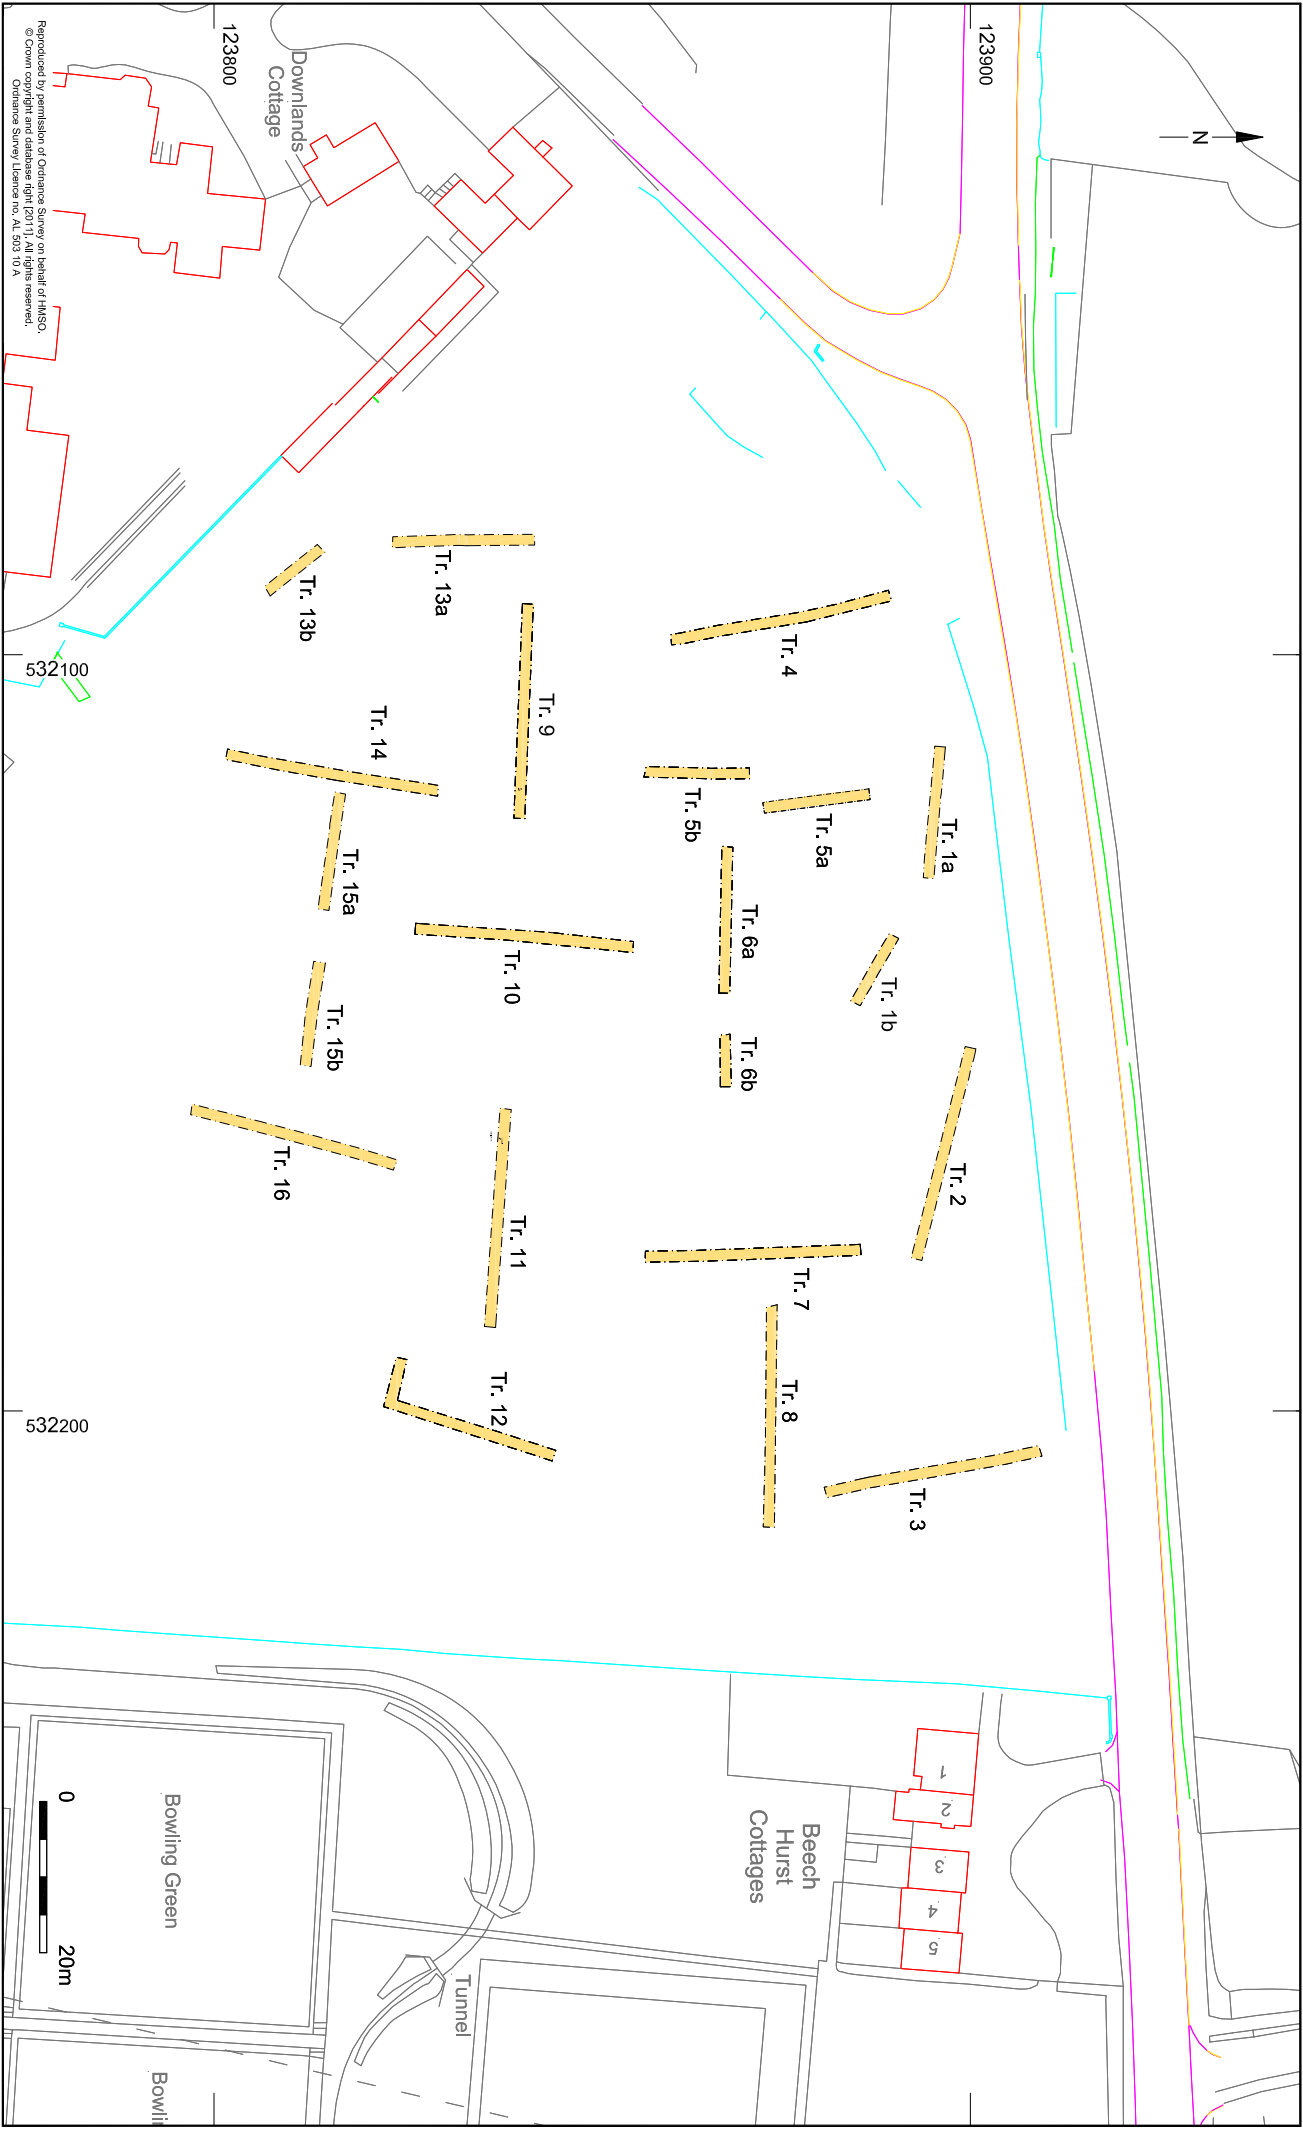 123800
123900
N
Downlands
Cottage
Reproduced by permission of Ordnance Survey on behalf of HMSO.
© Crown copyright and database right [2011]. All rights reserved.
Ordnance Survey Licence no. AL 503 10 A
Tr. 13b
Tr. 13a
Tr. 4
532100
Tr. 14
Tr. 9
Tr. 5b
Tr. 5a
Tr. 1a
Tr. 15a
Tr. 10
Tr. 6a
Tr. 1b
Tr. 15b
Tr. 6b
Tr. 16
Tr. 11
Tr. 2
Tr. 7
Tr. 12
Tr. 8
Tr. 3
532200
1
2
3
4
5
Beech
Hurst
Cottages
Bowling Green
0
20m
Tunnel
Bowlin